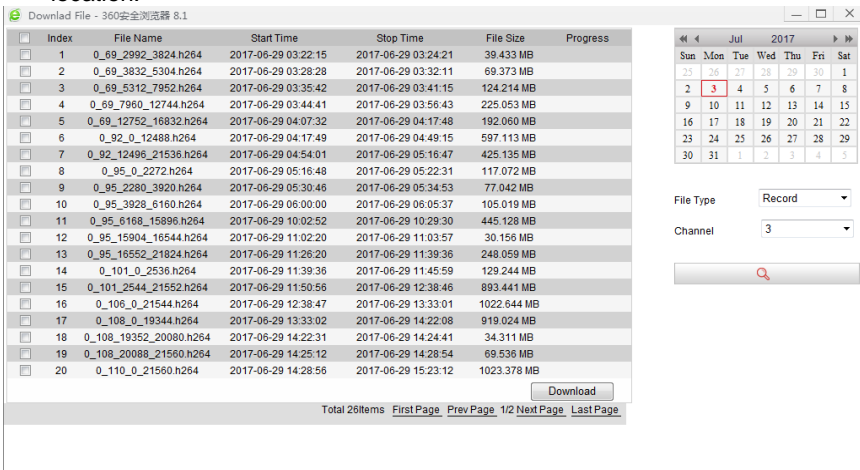 location.
Downlad File - 360安全浏览器 8.1
Index File Name Start Time Stop Time File Size Progress
1 0_69_2992_3824.h264 2017-06-29 03:22:15 2017-06-29 03:24:21 39.433 MB
2 0_69_3832_5304.h264 2017-06-29 03:28:28 2017-06-29 03:32:11 69.373 MB
3 0_69_5312_7952.h264 2017-06-29 03:35:42 2017-06-29 03:41:15 124.214 MB
4 0_69_7960_12744.h264 2017-06-29 03:44:41 2017-06-29 03:56:43 225.053 MB
5 0_69_12752_16832.h264 2017-06-29 04:07:32 2017-06-29 04:17:48 192.060 MB
6 0_92_0_12488.h264 2017-06-29 04:17:49 2017-06-29 04:49:15 597.113 MB
7 0_92_12496_21536.h264 2017-06-29 04:54:01 2017-06-29 05:16:47 425.135 MB
8 0_95_0_2272.h264 2017-06-29 05:16:48 2017-06-29 05:22:31 117.072 MB
9 0_95_2280_3920.h264 2017-06-29 05:30:46 2017-06-29 05:34:53 77.042 MB
10 0_95_3928_6160.h264 2017-06-29 06:00:00 2017-06-29 06:05:37 105.019 MB
11 0_95_6168_15896.h264 2017-06-29 10:02:52 2017-06-29 10:29:30 445.128 MB
12 0_95_15904_16544.h264 2017-06-29 11:02:20 2017-06-29 11:03:57 30.156 MB
13 0_95_16552_21824.h264 2017-06-29 11:26:20 2017-06-29 11:39:36 248.059 MB
14 0_101_0_2536.h264 2017-06-29 11:39:36 2017-06-29 11:45:59 129.244 MB
15 0_101_2544_21552.h264 2017-06-29 11:50:56 2017-06-29 12:38:46 893.441 MB
16 0_106_0_21544.h264 2017-06-29 12:38:47 2017-06-29 13:33:01 1022.644 MB
17 0_108_0_19344.h264 2017-06-29 13:33:02 2017-06-29 14:22:08 919.024 MB
18 0_108_19352_20080.h264 2017-06-29 14:22:31 2017-06-29 14:24:41 34.311 MB
19 0_108_20088_21560.h264 2017-06-29 14:25:12 2017-06-29 14:28:54 69.536 MB
20 0_110_0_21560.h264 2017-06-29 14:28:56 2017-06-29 15:23:12 1023.378 MB
Download
Total 26Items First Page Prev Page 1/2 Next Page Last Page
Jul 2017
Sun Mon Tue Wed Thu Fri Sat
25 26 27 28 29 30 1
2 3 4 5 6 7 8
9 10 11 12 13 14 15
16 17 18 19 20 21 22
23 24 25 26 27 28 29
30 31 1 2 3 4 5
File Type Record
Channel 3